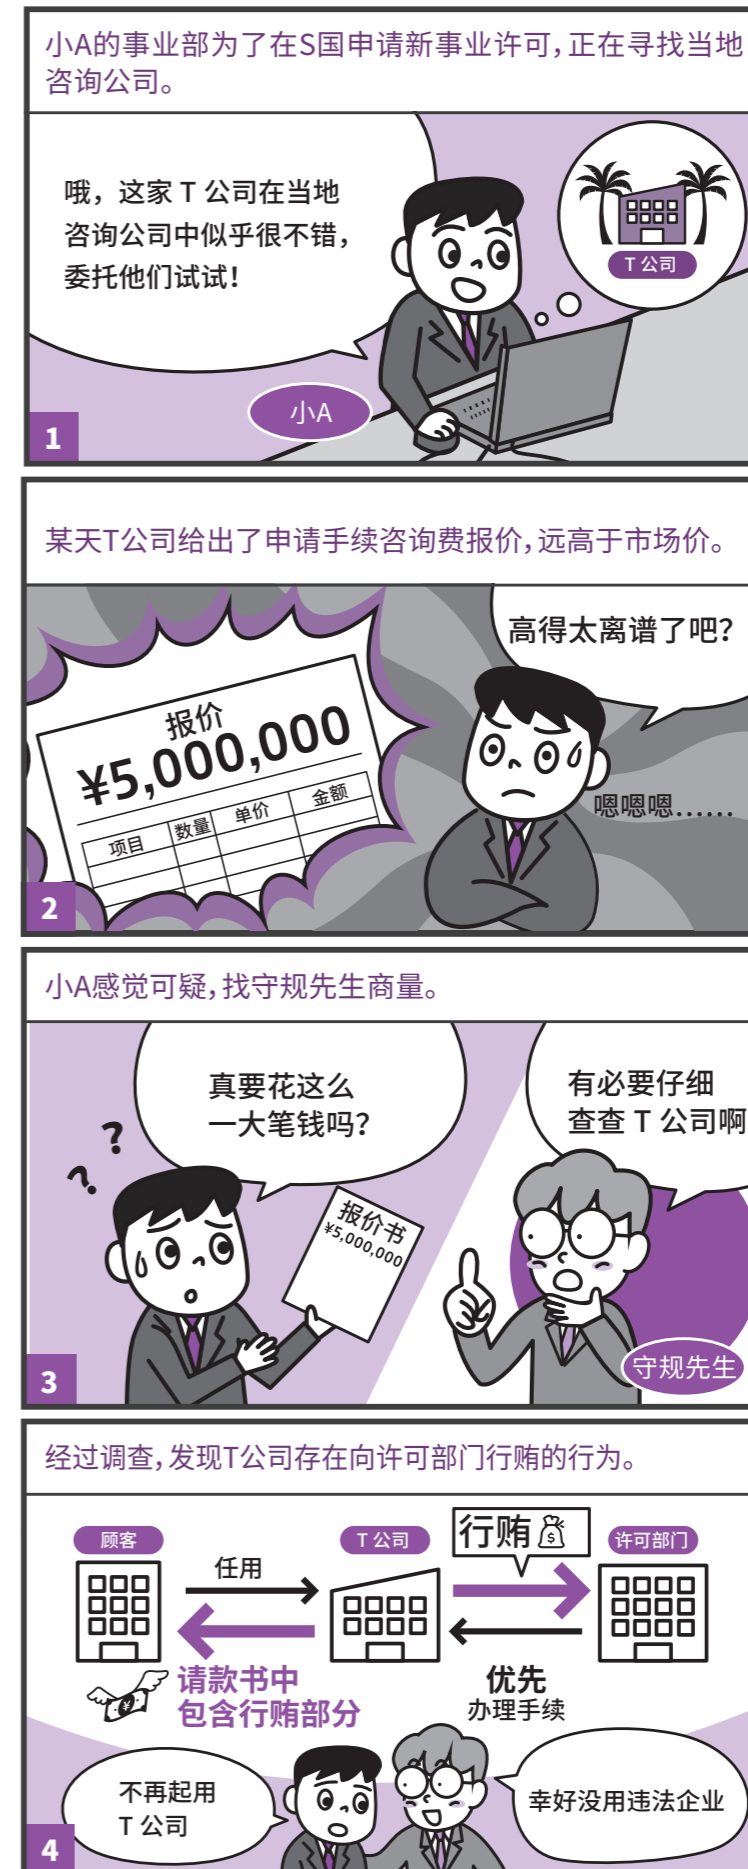 小A的事业部为了在S国申请新事业许可,正在寻找当地
咨询公司。
哦，这家 T 公司在当地
咨询公司中似乎很不错，
委托他们试试！
T 公司
小A
1
某天T公司给出了申请手续咨询费报价,远高于市场价。
高得太离谱了吧？
报价
¥5,000,000
项目 数量 单价 金额
嗯嗯嗯……
2
小A感觉可疑,找守规先生商量。
真要花这么
一大笔钱吗？
有必要仔细
查查 T 公司啊
?
?
报价书
¥5,000,000
守规先生
3
经过调查,发现T公司存在向许可部门行贿的行为。
顾客
任用
T 公司
行贿
$
许可部门
¥
请款书中
包含行贿部分
优先
办理手续
不再起用
T 公司
幸好没用违法企业
4